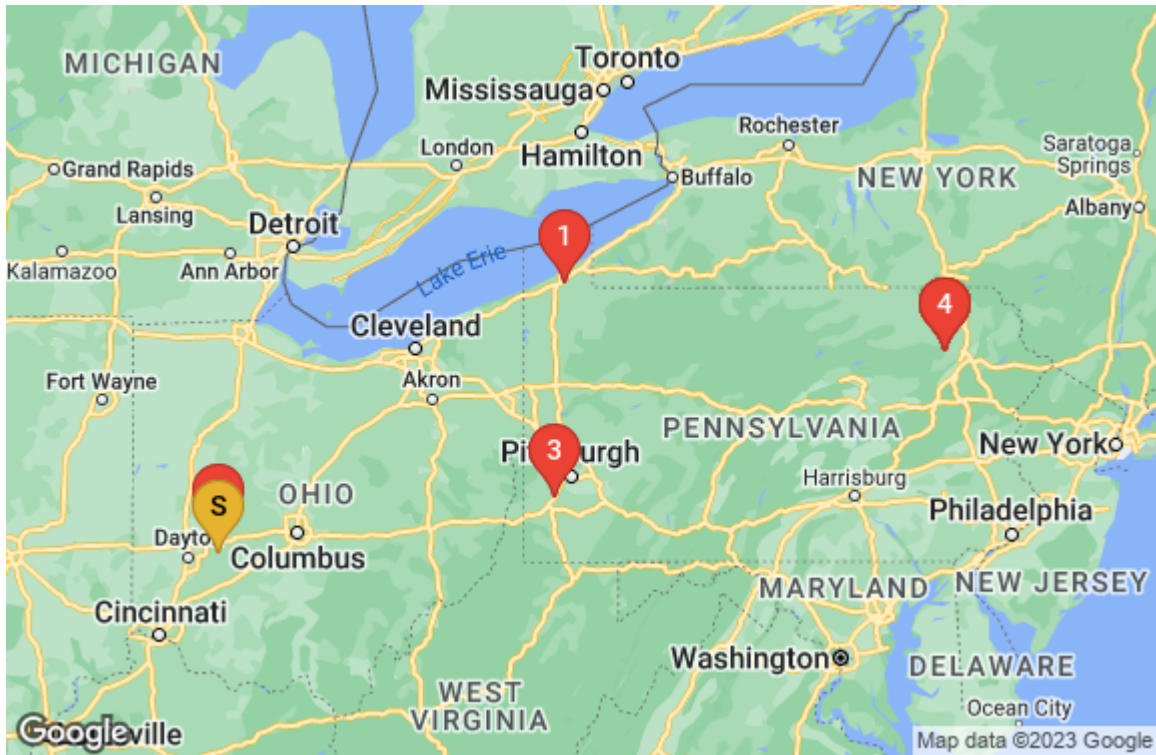 Toronto
MICHIGAN
Mississauga
Rochester
Saratoga
Springs
London
Hamilton
Grand Rapids
Buffalo
NEW YORK
Lansing
Albany
Detroit
1
Kalamazoo
Ann Arbor
Lake Erie
4
Cleveland
Fort Wayne
Akron
PENNSYLVANIA
New York
3
Harrisburg
OHIO
S
Philadelphia
Columbus
MARYLAND
NEW JERSEY
Cincinnati
Washington
DELAWARE
WEST
VIRGINIA
Ocean City
Google
Map data ©2023 Google